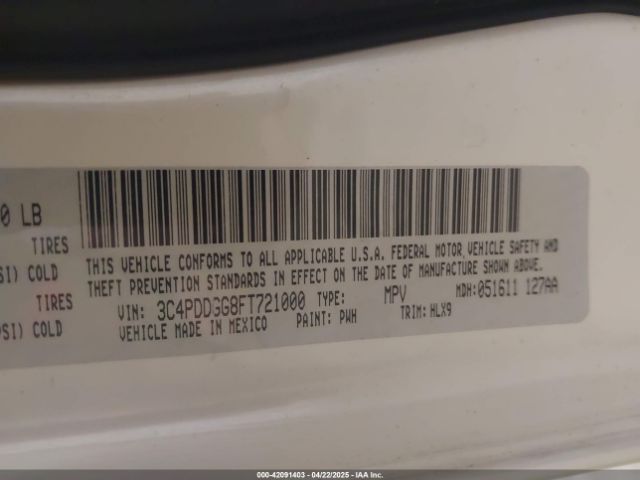 0 LB
TIRES
SI) COLD
TIRES
PSI) COLD
THIS VEHICLE CONFORMS TO ALL APPLICABLE U.S.A. FEDERAL MOTOR VEHICLE SAFETY AND
THEFT PREVENTION STANDARDS IN EFFECT ON THE DATE OF MANUFACTURE SHOWN ABOVE.
VIN: 3C4PDDGG8FT721000 TYPE: MPV MDH:051611 127AA
VEHICLE MADE IN MEXICO PAINT: PWH TRIM: HLX9
000-42091403 - 04/22/2025 - IAA Inc.